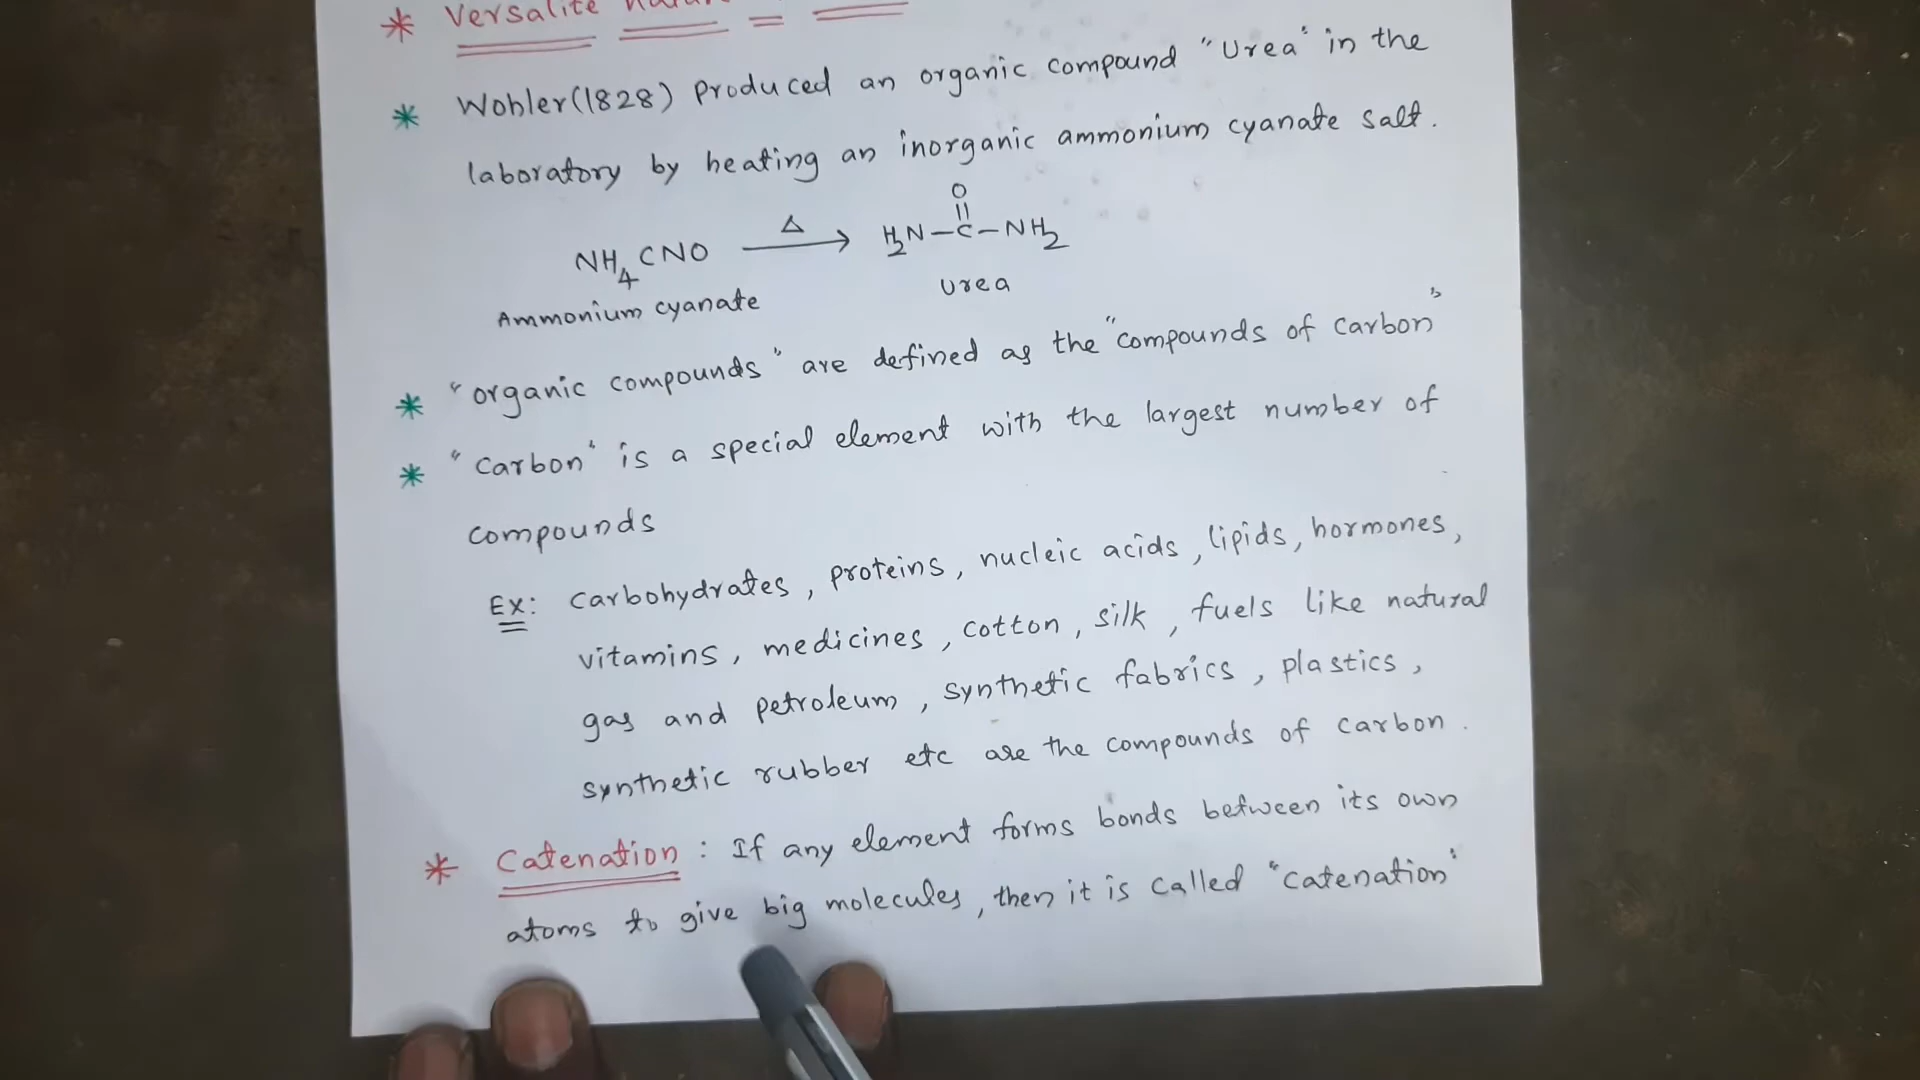 * Versalite
* Wohler(1828) produced an organic compound "Urea" in the
laboratory by heating an inorganic ammonium cyanate salt.
O
||
NH4CNO —Δ→ H2N–C–NH2
Ammonium cyanate urea
* "organic compounds" are defined as the "compounds of carbon"
* "carbon" is a special element with the largest number of
compounds
Ex: carbohydrates, proteins, nucleic acids, lipids, hormones,
vitamins, medicines, cotton, silk, fuels like natural
gas and petroleum, synthetic fabrics, plastics,
synthetic rubber etc are the compounds of carbon.
* Catenation: If any element forms bonds between its own
atoms to give big molecules, then it is called "catenation"